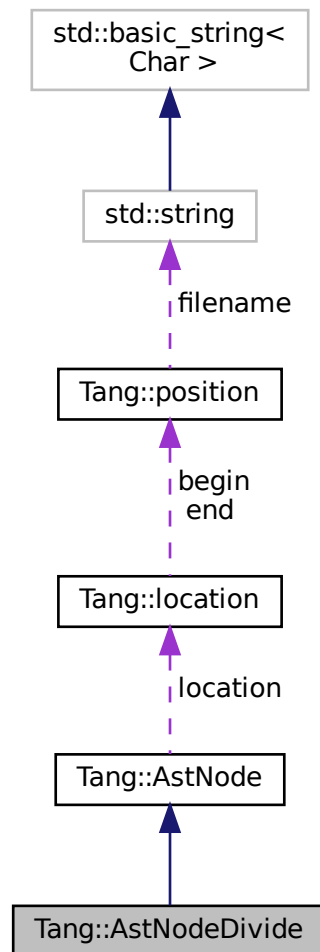 std::basic_string<
Char >
std::string
filename
Tang::position
begin
end
Tang::location
location
Tang::AstNode
Tang::AstNodeDivide